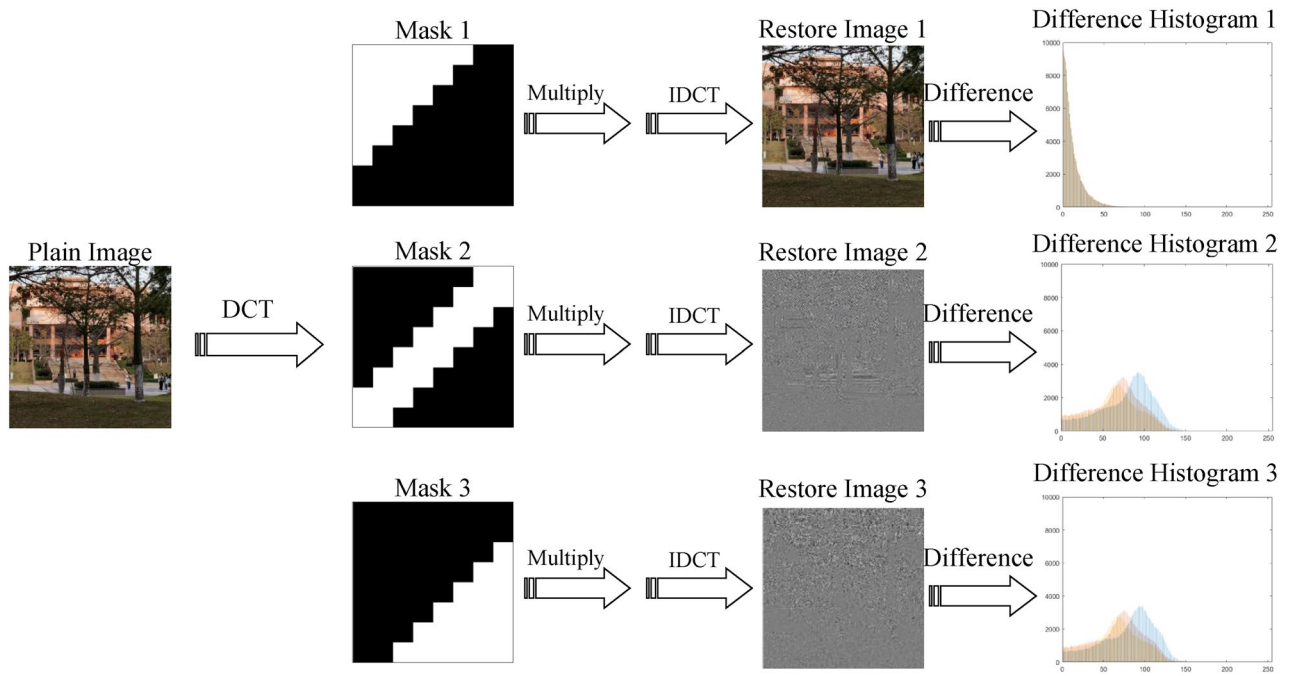 Mask 1
Restore Image 1
Difference Histogram 1
Multiply
IDCT
Difference
10000
8000
6000
4000
2000
0
0 50 100 150 200 250
Plain Image
DCT
Mask 2
Restore Image 2
Difference Histogram 2
Multiply
IDCT
Difference
10000
8000
6000
4000
2000
0
0 50 100 150 200 250
Mask 3
Restore Image 3
Difference Histogram 3
Multiply
IDCT
Difference
10000
8000
6000
4000
2000
0
0 50 100 150 200 250